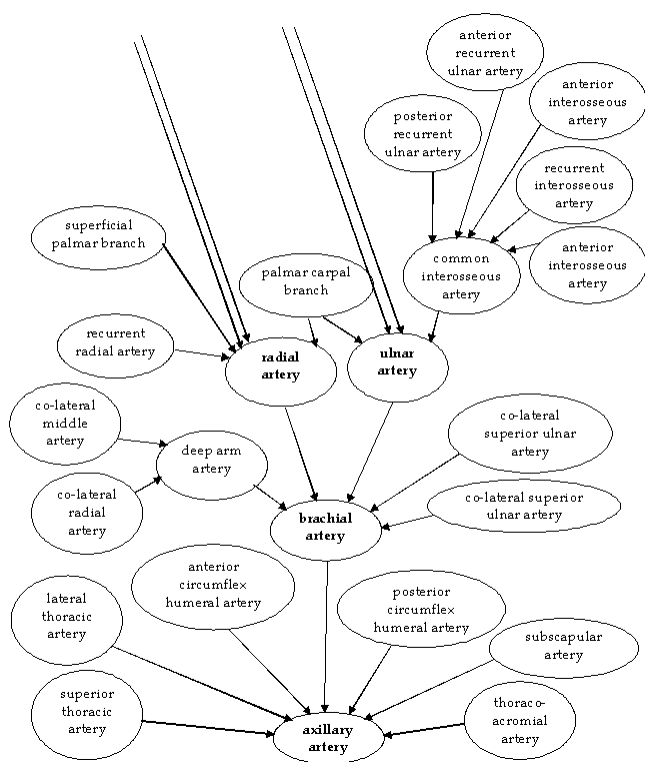 anterior
recurrent
ulnar artery
anterior
interosseous
artery
posterior
recurrent
ulnar artery
recurrent
interosseous
artery
superficial
palmar branch
common
interosseous
artery
anterior
interosseous
artery
palmar carpal
branch
recurrent
radial artery
radial
artery
ulnar
artery
co-lateral
middle
artery
deep arm
artery
co-lateral
superior ulnar
artery
co-lateral
radial
artery
co-lateral superior
ulnar artery
brachial
artery
anterior
circumflex
humeral artery
lateral
thoracic
artery
posterior
circumflex
humeral artery
subscapular
artery
superior
thoracic
artery
thoraco-
acromial
artery
axillary
artery